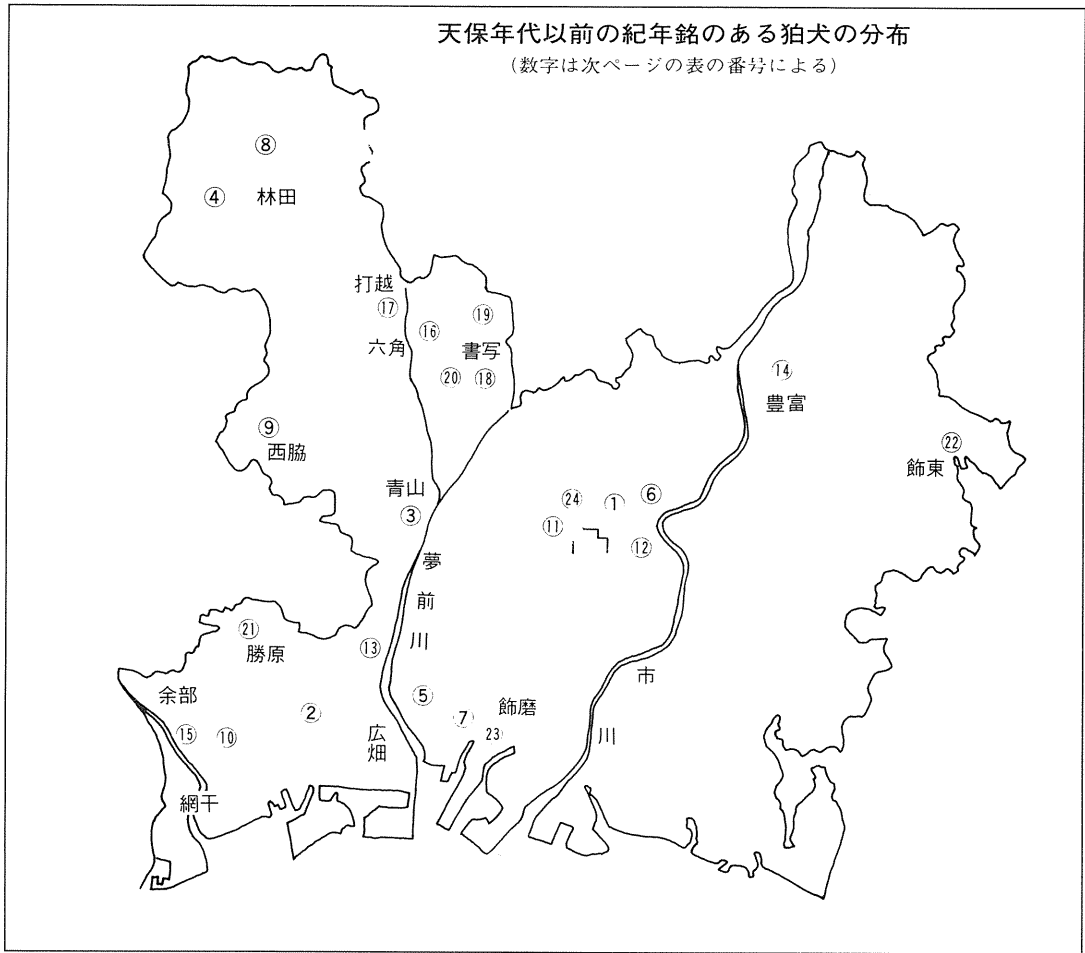 天保年代以前の紀年銘のある狛犬の分布
(数字は次ページの表の番号による)
⑧
④
林田
打越
⑰
⑯
⑲
六角
書写
⑳
⑱
⑭
豊富
⑨
西脇
㉒
飾東
青山
③
㉔
①
⑥
⑪
⑫
夢前川
㉑
勝原
⑬
市川
余部
⑤
飾磨
②
⑦
㉓
⑮
⑩
広畑
網干